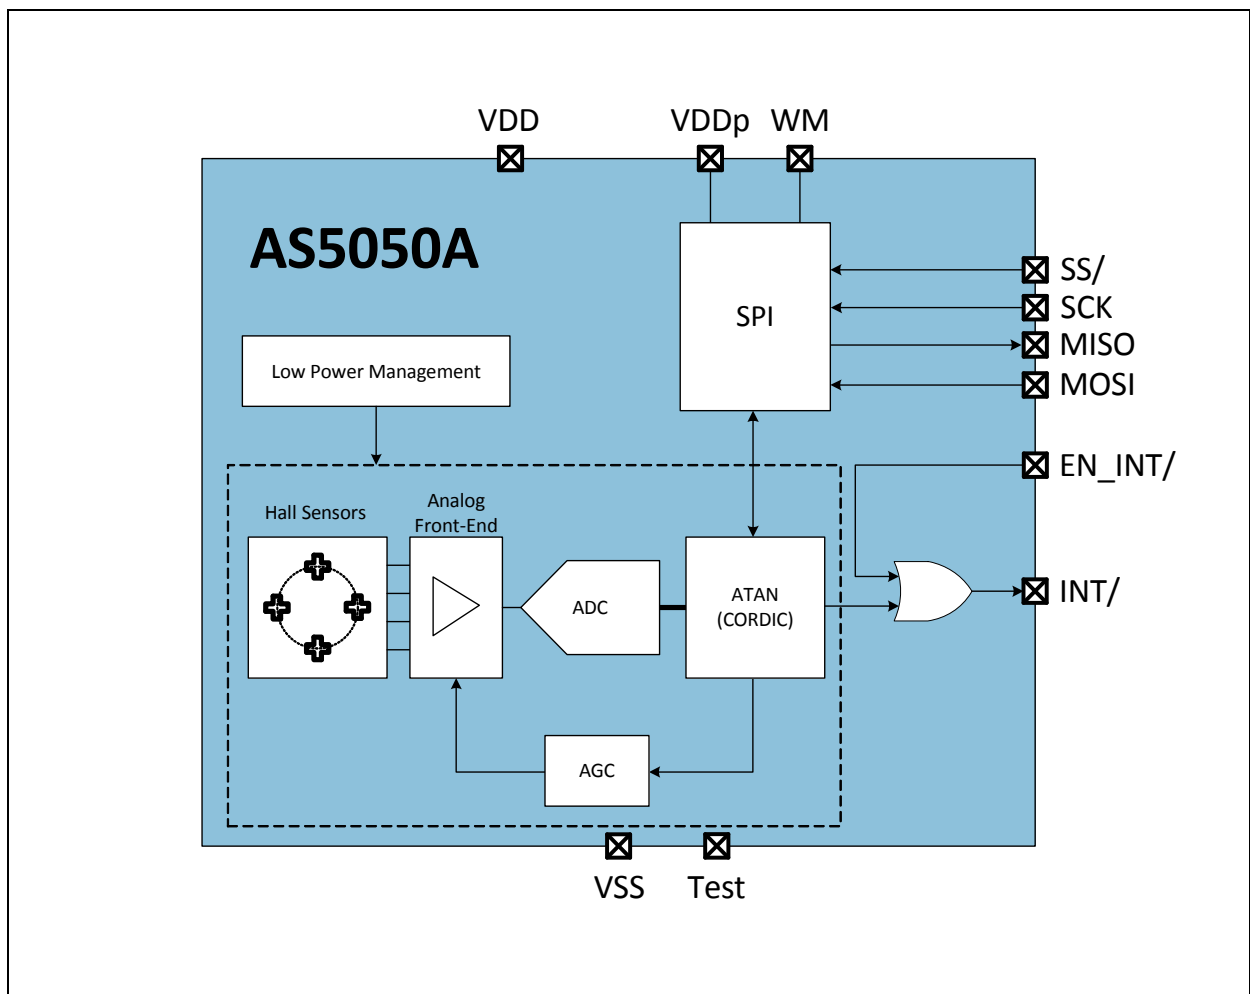 VDD
VDDp
WM
AS5050A
SPI
SS/
SCK
MISO
MOSI
Low Power Management
EN_INT/
Hall Sensors
Analog
Front-End
ADC
ATAN
(CORDIC)
INT/
AGC
VSS
Test